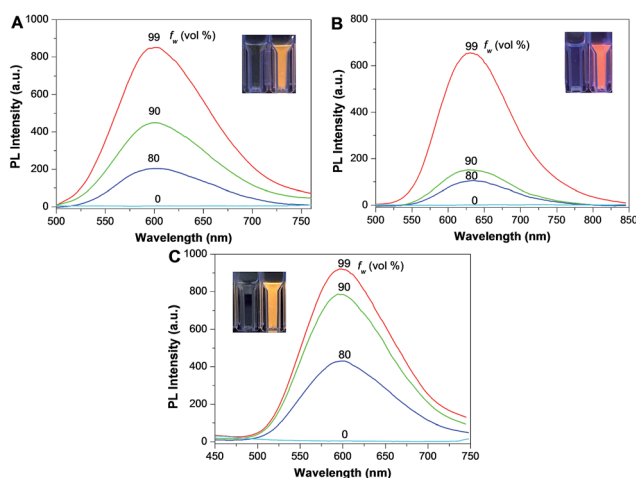 A
1000
800
600
400
200
0
99 f_w (vol %)
90
80
0
500 550 600 650 700 750
Wavelength (nm)
PL Intensity (a.u.)
B
800
600
400
200
0
99 f_w (vol %)
90
80
0
500 550 600 650 700 750 800 850
Wavelength (nm)
PL Intensity (a.u.)
C
1000
800
600
400
200
0
99 f_w (vol %)
90
80
0
450 500 550 600 650 700 750
Wavelength (nm)
PL Intensity (a.u.)